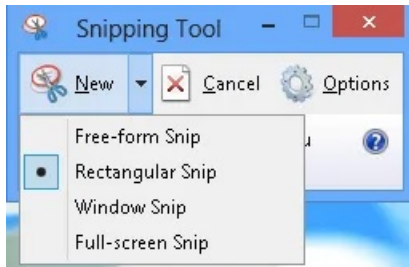 Snipping Tool
New Cancel Options
Free-form Snip
Rectangular Snip
Window Snip
Full-screen Snip